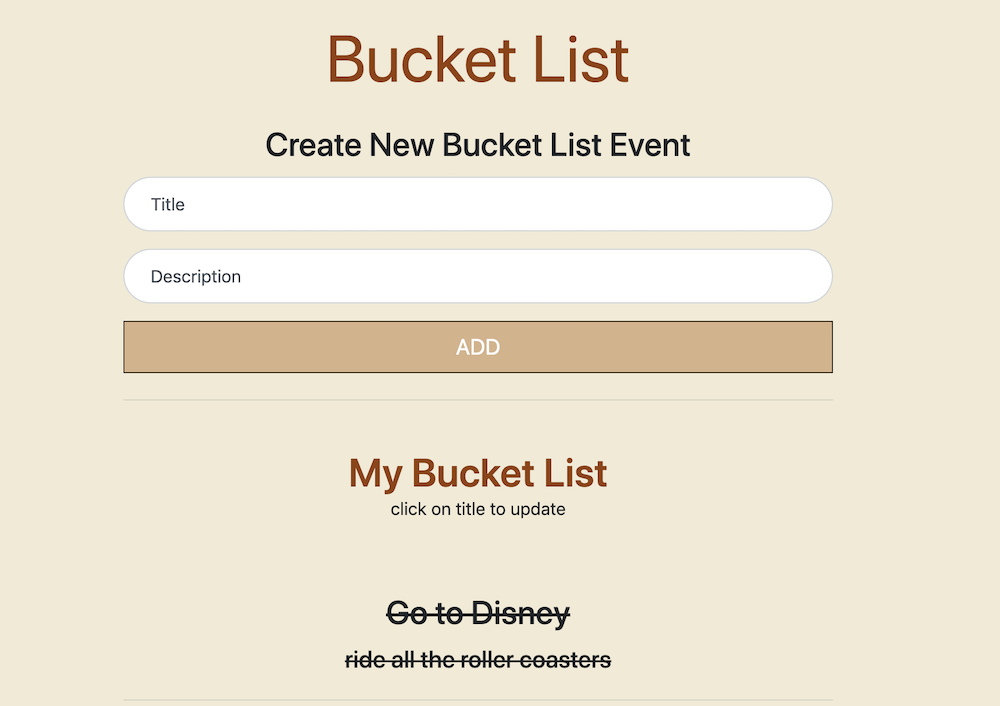 Bucket List
Create New Bucket List Event
Title
Description
ADD
My Bucket List
click on title to update
Go to Disney
ride all the roller coasters